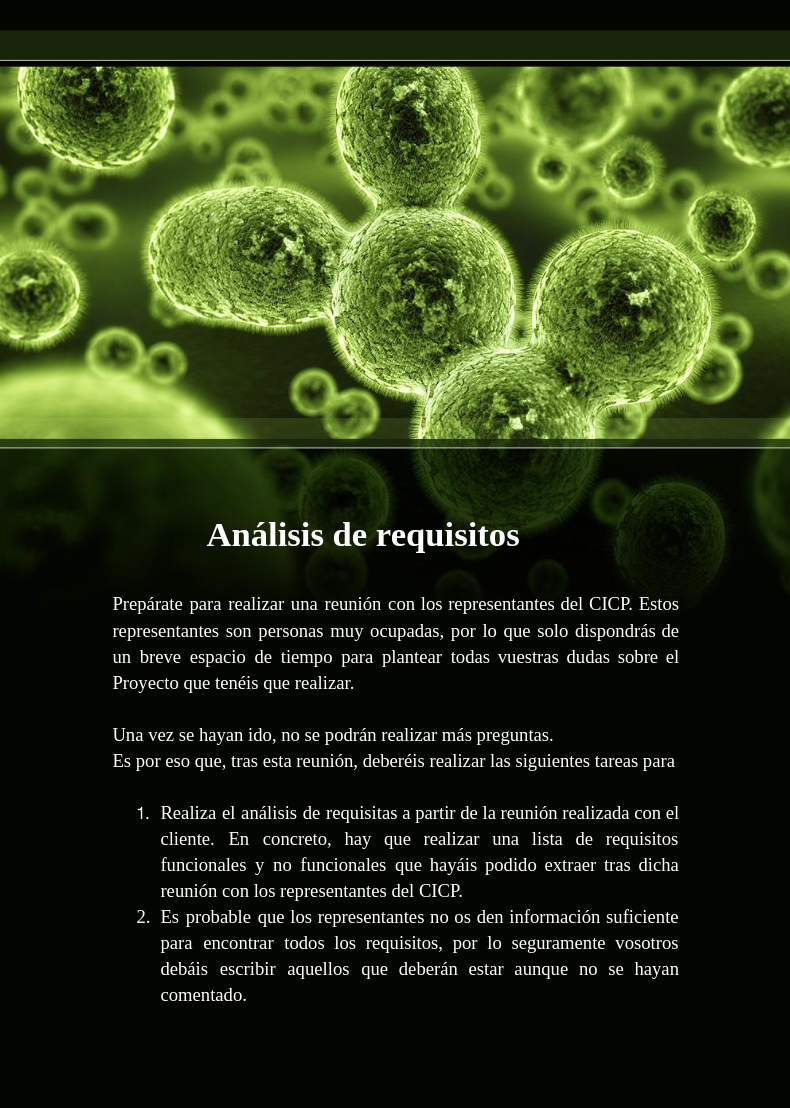 Análisis de requisitos
Prepárate para realizar una reunión con los representantes del CICP. Estos
representantes son personas muy ocupadas, por lo que solo dispondrás de
un breve espacio de tiempo para plantear todas vuestras dudas sobre el
Proyecto que tenéis que realizar.
Una vez se hayan ido, no se podrán realizar más preguntas.
Es por eso que, tras esta reunión, deberéis realizar las siguientes tareas para
1. Realiza el análisis de requisitas a partir de la reunión realizada con el
cliente. En concreto, hay que realizar una lista de requisitos
funcionales y no funcionales que hayáis podido extraer tras dicha
reunión con los representantes del CICP.
2. Es probable que los representantes no os den información suficiente
para encontrar todos los requisitos, por lo seguramente vosotros
debáis escribir aquellos que deberán estar aunque no se hayan
comentado.